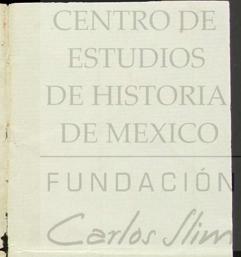 CENTRO DE
ESTUDIOS
DE HISTORIA
DE MEXICO
FUNDACIÓN
Carlos Slim